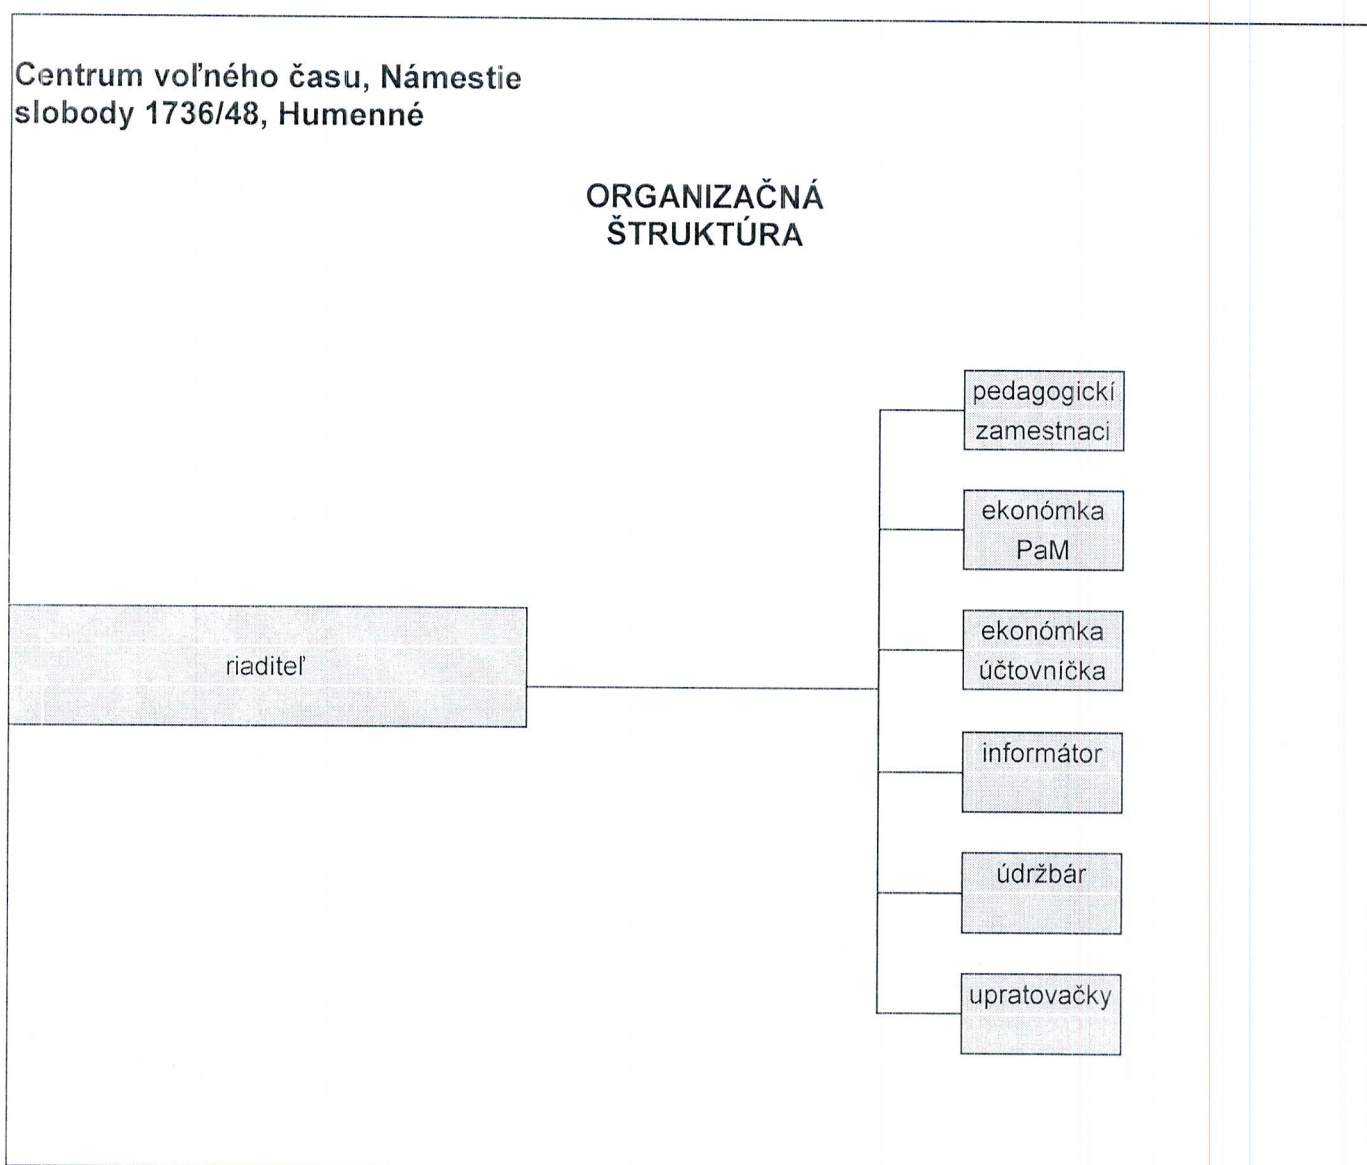 Centrum voľného času, Námestie
slobody 1736/48, Humenné
ORGANIZAČNÁ
ŠTRUKTÚRA
pedagogickí
zamestnaci
ekonómka
PaM
riaditeľ
ekonómka
účtovníčka
informátor
údržbár
upratovačky